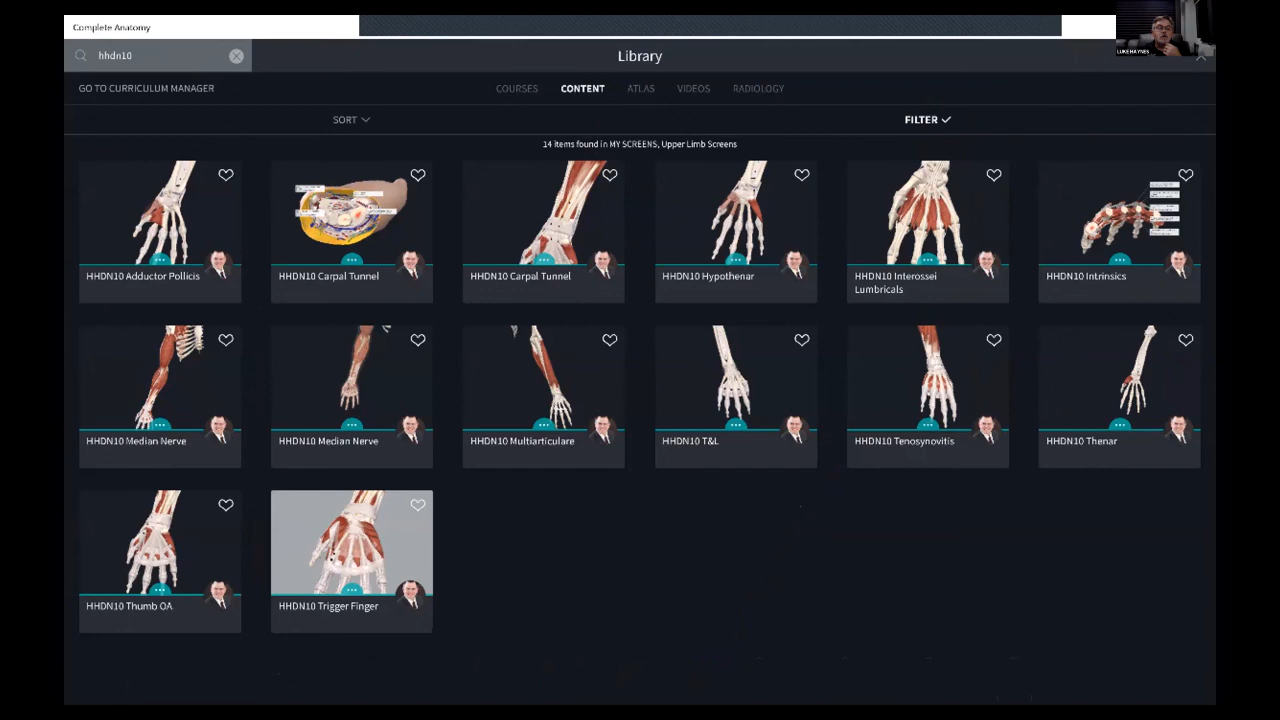 Complete Anatomy
LUKE HAYNES
hhdn10
Library
GO TO CURRICULUM MANAGER
COURSES
CONTENT
ATLAS
VIDEOS
RADIOLOGY
SORT
FILTER
14 items found in MY SCREENS, Upper Limb Screens
HHDN10 Adductor Pollicis
HHDN10 Carpal Tunnel
HHDN10 Carpal Tunnel
HHDN10 Hypothenar
HHDN10 Interossei
Lumbricals
HHDN10 Intrinsics
HHDN10 Median Nerve
HHDN10 Median Nerve
HHDN10 Multiarticulare
HHDN10 T&L
HHDN10 Tenosynovitis
HHDN10 Thenar
HHDN10 Thumb OA
HHDN10 Trigger Finger